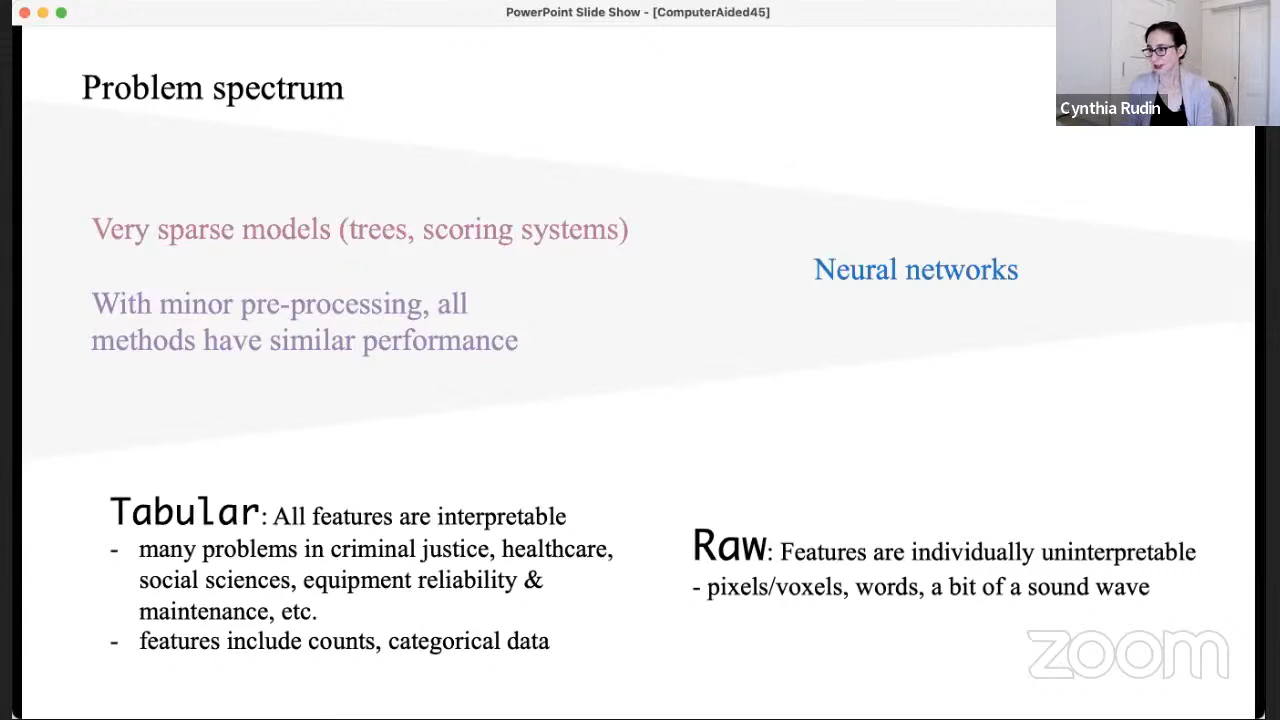 PowerPoint Slide Show - [ComputerAided45]
Cynthia Rudin
Problem spectrum
Very sparse models (trees, scoring systems)
Neural networks
With minor pre-processing, all
methods have similar performance
Tabular: All features are interpretable
- many problems in criminal justice, healthcare,
social sciences, equipment reliability &
maintenance, etc.
- features include counts, categorical data
Raw: Features are individually uninterpretable
- pixels/voxels, words, a bit of a sound wave
zoom